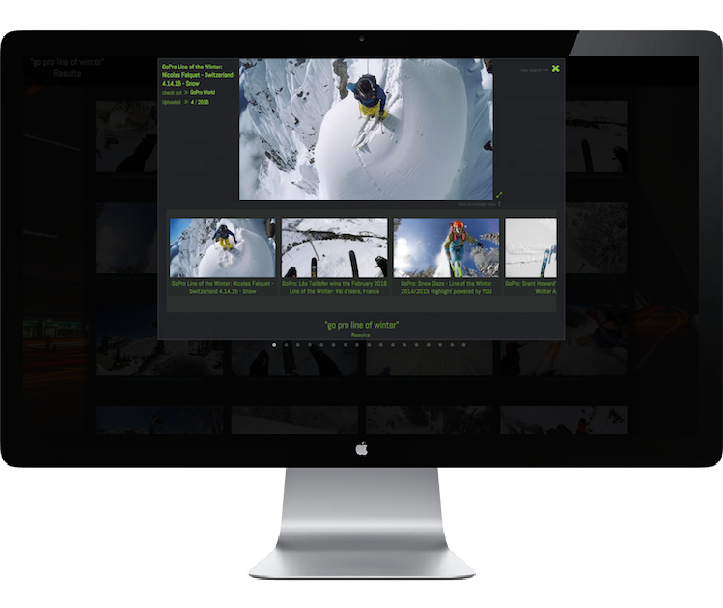 "go pro line of winter"
Results
GoPro Line of the Winter:
Nicolas Falquet - Switzerland
4.14.15 - Snow
check out > GoPro World
Uploaded > 4 / 2015
GoPro Line of the Winter: Nicolas Falquet -
Switzerland 4.14.15 - Snow
GoPro: Léo Taillefer wins the February 2016
Line of the Winter- Val d'Isère, France
GoPro: Snow Daze - Line of the Winter
2014/2015 Highlight powered by YOU
GoPro: Grant Howard'
Winter A
"go pro line of winter"
Results